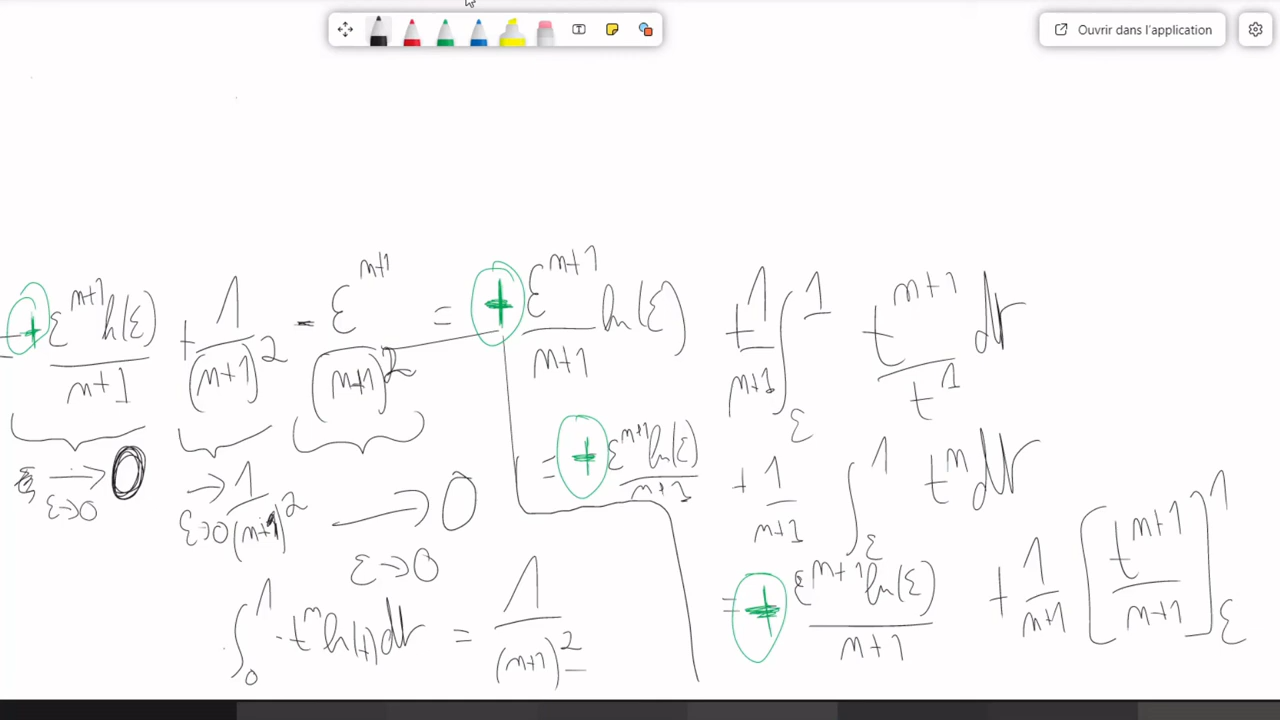 Ouvrir dans l'application
= + ε^{n+1} ln(ε) / n+1 + 1 / (n+1)^2 - ε^{n+1} / (n+1)^2 = + ε^{n+1} / n+1 ln(ε) + 1 / n+1 ∫_ε^1 t^{n+1} / t^1 dt
= + ε^{n+1} ln(ε) / n+1 + 1 / n+1 ∫_ε^1 t^n dt
→ 0 ε→0
→ 1 / (n+1)^2 ε→0
→ 0 ε→0
= + ε^{n+1} ln(ε) / n+1 + 1 / n+1 [t^{n+1} / n+1]_ε^1
∫_0^1 -t^n ln(t) dt = 1 / (n+1)^2